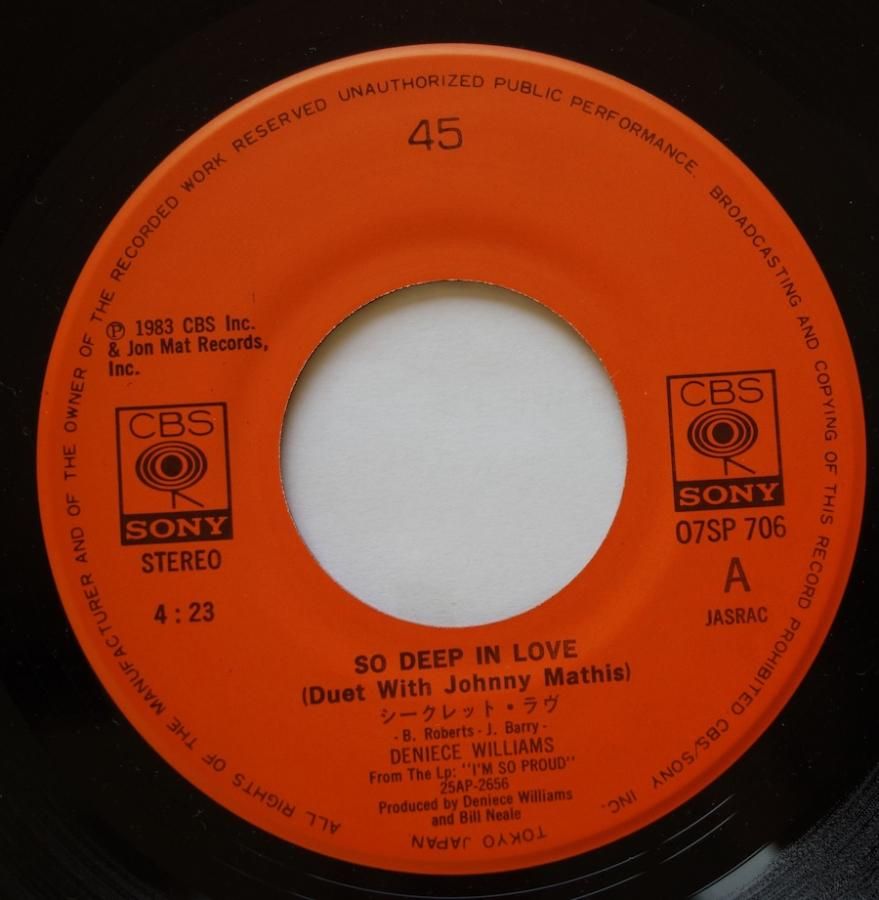 ALL RIGHTS OF THE MANUFACTURER AND OF THE OWNER OF THE RECORDED WORK RESERVED UNAUTHORIZED PUBLIC PERFORMANCE. BROADCASTING AND COPYING OF THIS RECORD PROHIBITED CBS/SONY INC.
TOKYO JAPAN
45
℗ 1983 CBS Inc.
& Jon Mat Records,
Inc.
CBS
SONY
STEREO
4 : 23
CBS
SONY
07SP 706
A
JASRAC
SO DEEP IN LOVE
(Duet With Johnny Mathis)
シークレット・ラヴ
- B. Roberts - J. Barry -
DENIECE WILLIAMS
From The Lp: "I'M SO PROUD"
25AP-2656
Produced by Deniece Williams
and Bill Neale